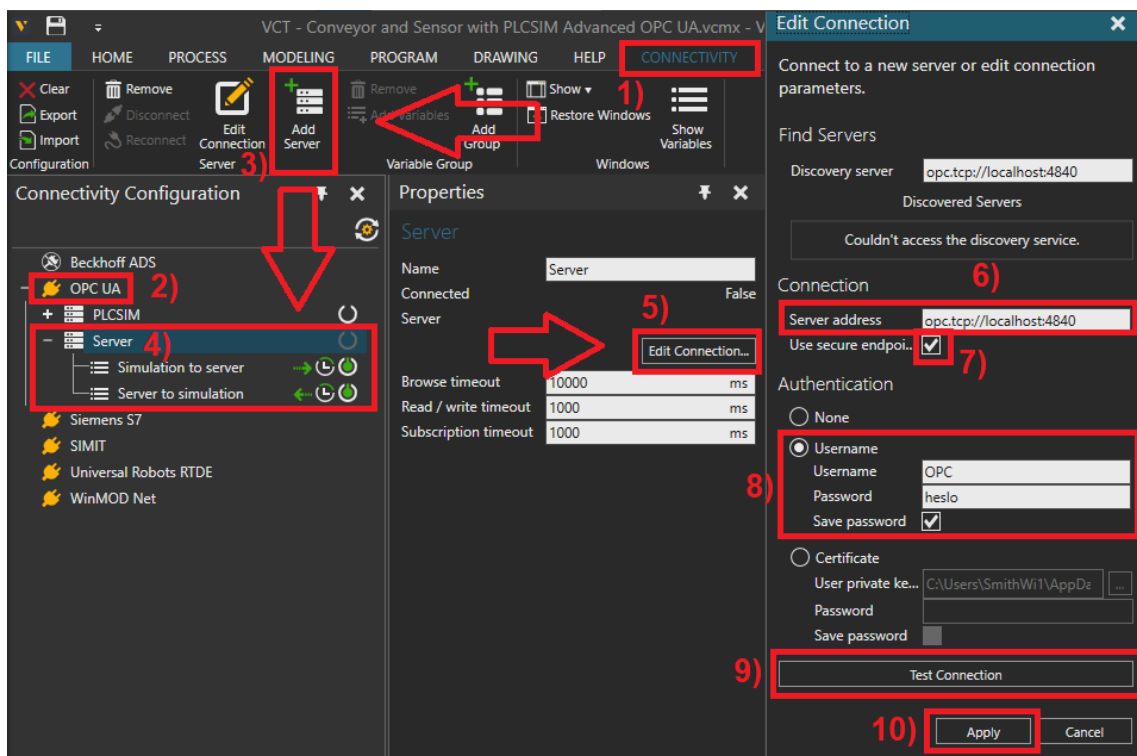 VCT - Conveyor and Sensor with PLCSIM Advanced OPC UA.vcmx - V
FILE HOME PROCESS MODELING PROGRAM DRAWING HELP CONNECTIVITY
1)
Clear
Export
Import
Configuration
Remove
Disconnect
Reconnect
Edit
Connection
Server
3)
Add
Server
Remove
Add Variables
Add
Group
Variable Group
Show
Restore Windows
Show
Variables
Windows
Connectivity Configuration
Beckhoff ADS
OPC UA
2)
PLCSIM
Server
4)
Simulation to server
Server to simulation
Siemens S7
SIMIT
Universal Robots RTDE
WinMOD Net
Properties
Server
Name Server
Connected False
Server
5)
Edit Connection...
Browse timeout 10000 ms
Read / write timeout 1000 ms
Subscription timeout 1000 ms
Edit Connection
Connect to a new server or edit connection
parameters.
Find Servers
Discovery server opc.tcp://localhost:4840
Discovered Servers
Couldn't access the discovery service.
6)
Connection
Server address opc.tcp://localhost:4840
Use secure endpoi..
7)
Authentication
None
Username
Username OPC
8)
Password heslo
Save password
Certificate
User private ke... C:\Users\SmithWi1\AppDa ...
Password
Save password
9)
Test Connection
10)
Apply Cancel